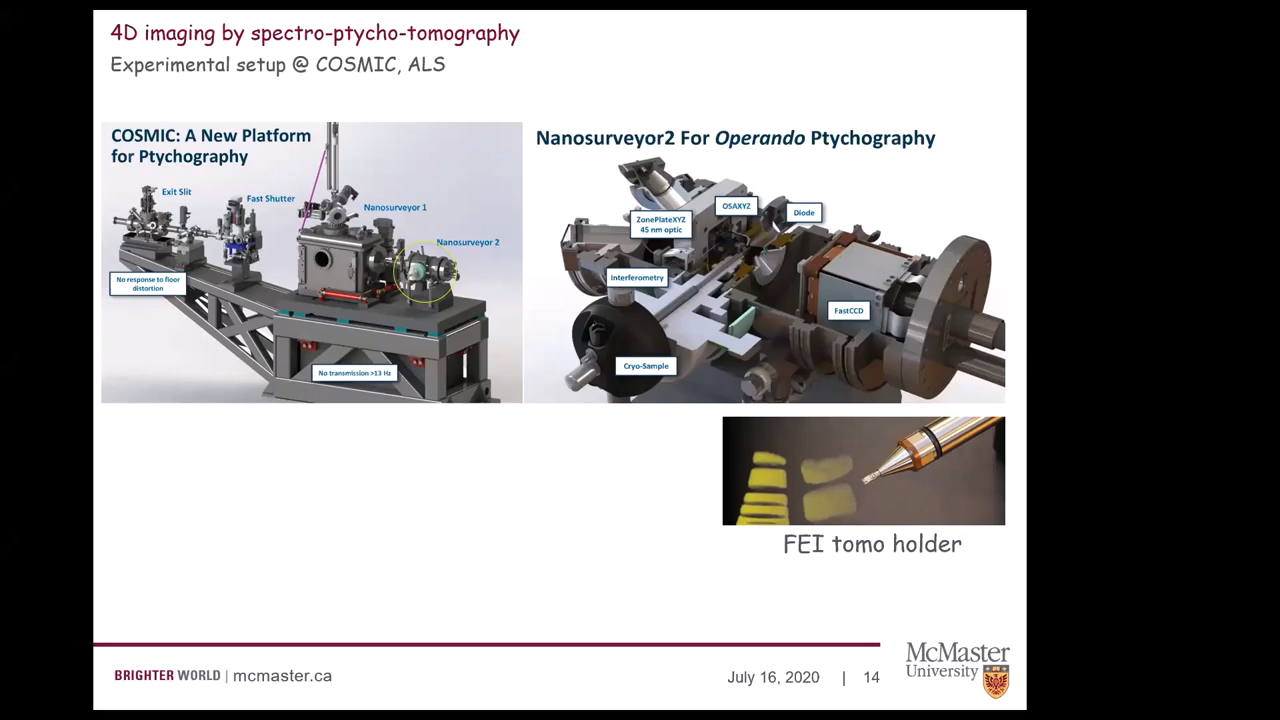 4D imaging by spectro-ptycho-tomography
Experimental setup @ COSMIC, ALS
COSMIC: A New Platform
for Ptychography
Exit Slit
Fast Shutter
Nanosurveyor 1
Nanosurveyor 2
No response to floor
distortion
No transmission >13 Hz
Nanosurveyor2 For Operando Ptychography
ZonePlateXYZ
45 nm optic
OSAXYZ
Diode
Interferometry
FastCCD
Cryo-Sample
FEI tomo holder
BRIGHTER WORLD | mcmaster.ca
July 16, 2020 | 14
McMaster
University